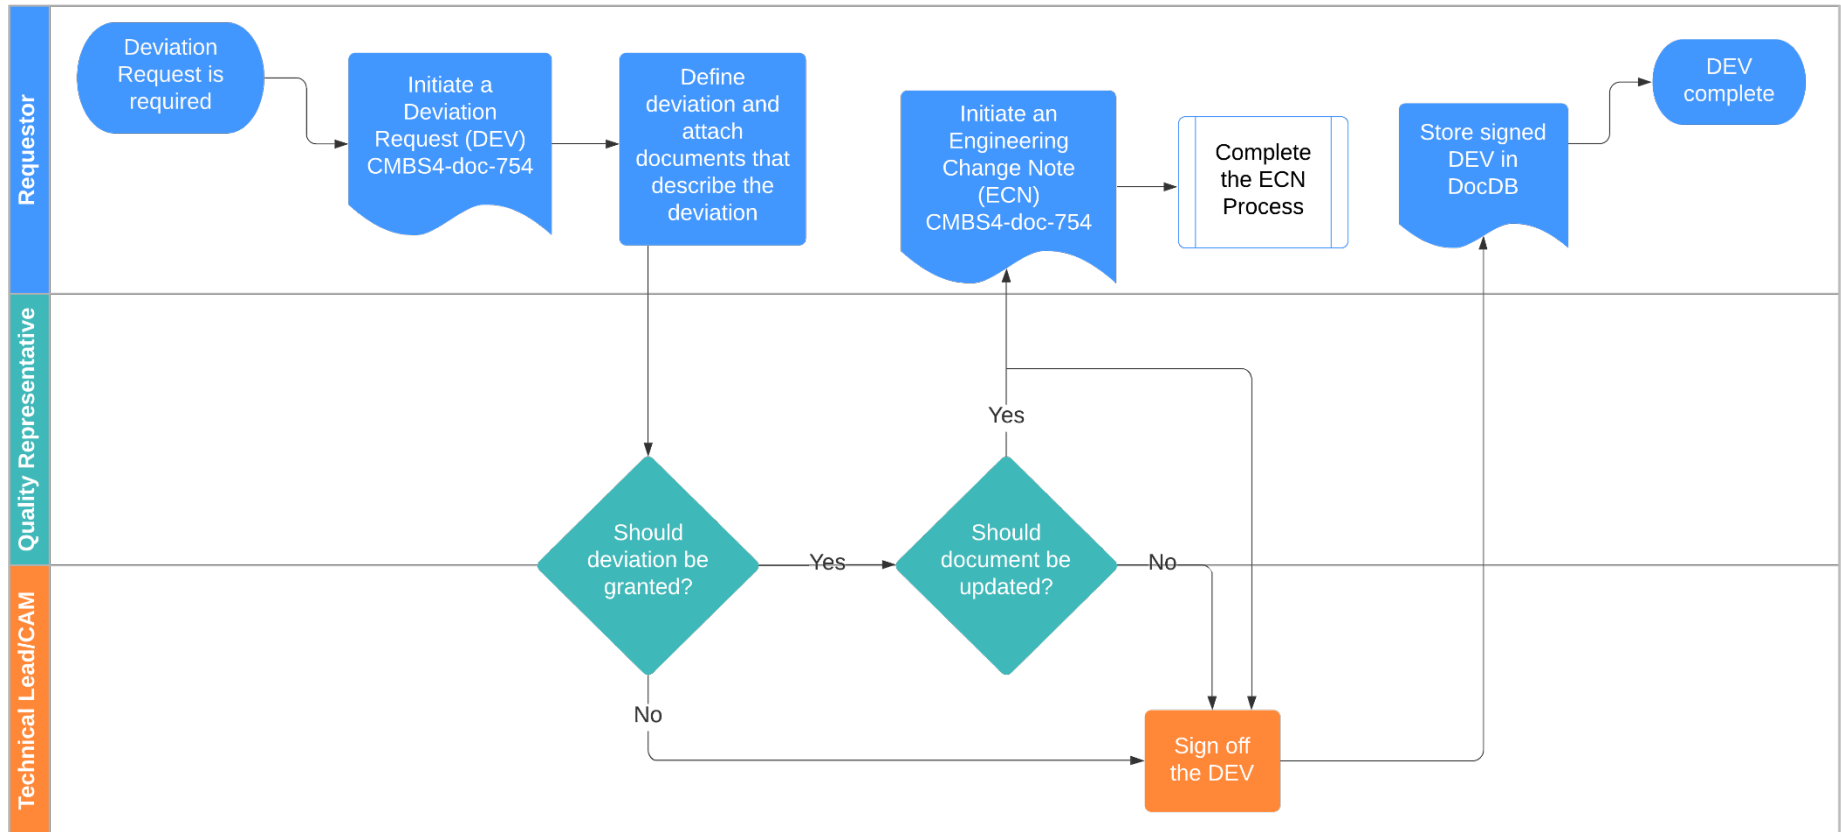 Requestor
Deviation
Request is
required
Initiate a
Deviation
Request (DEV)
CMBS4-doc-754
Define
deviation and
attach
documents that
describe the
deviation
Initiate an
Engineering
Change Note
(ECN)
CMBS4-doc-754
Complete
the ECN
Process
Store signed
DEV in
DocDB
DEV
complete
Quality Representative
Should
deviation be
granted?
Yes
Should
document be
updated?
Yes
No
No
Technical Lead/CAM
Sign off
the DEV